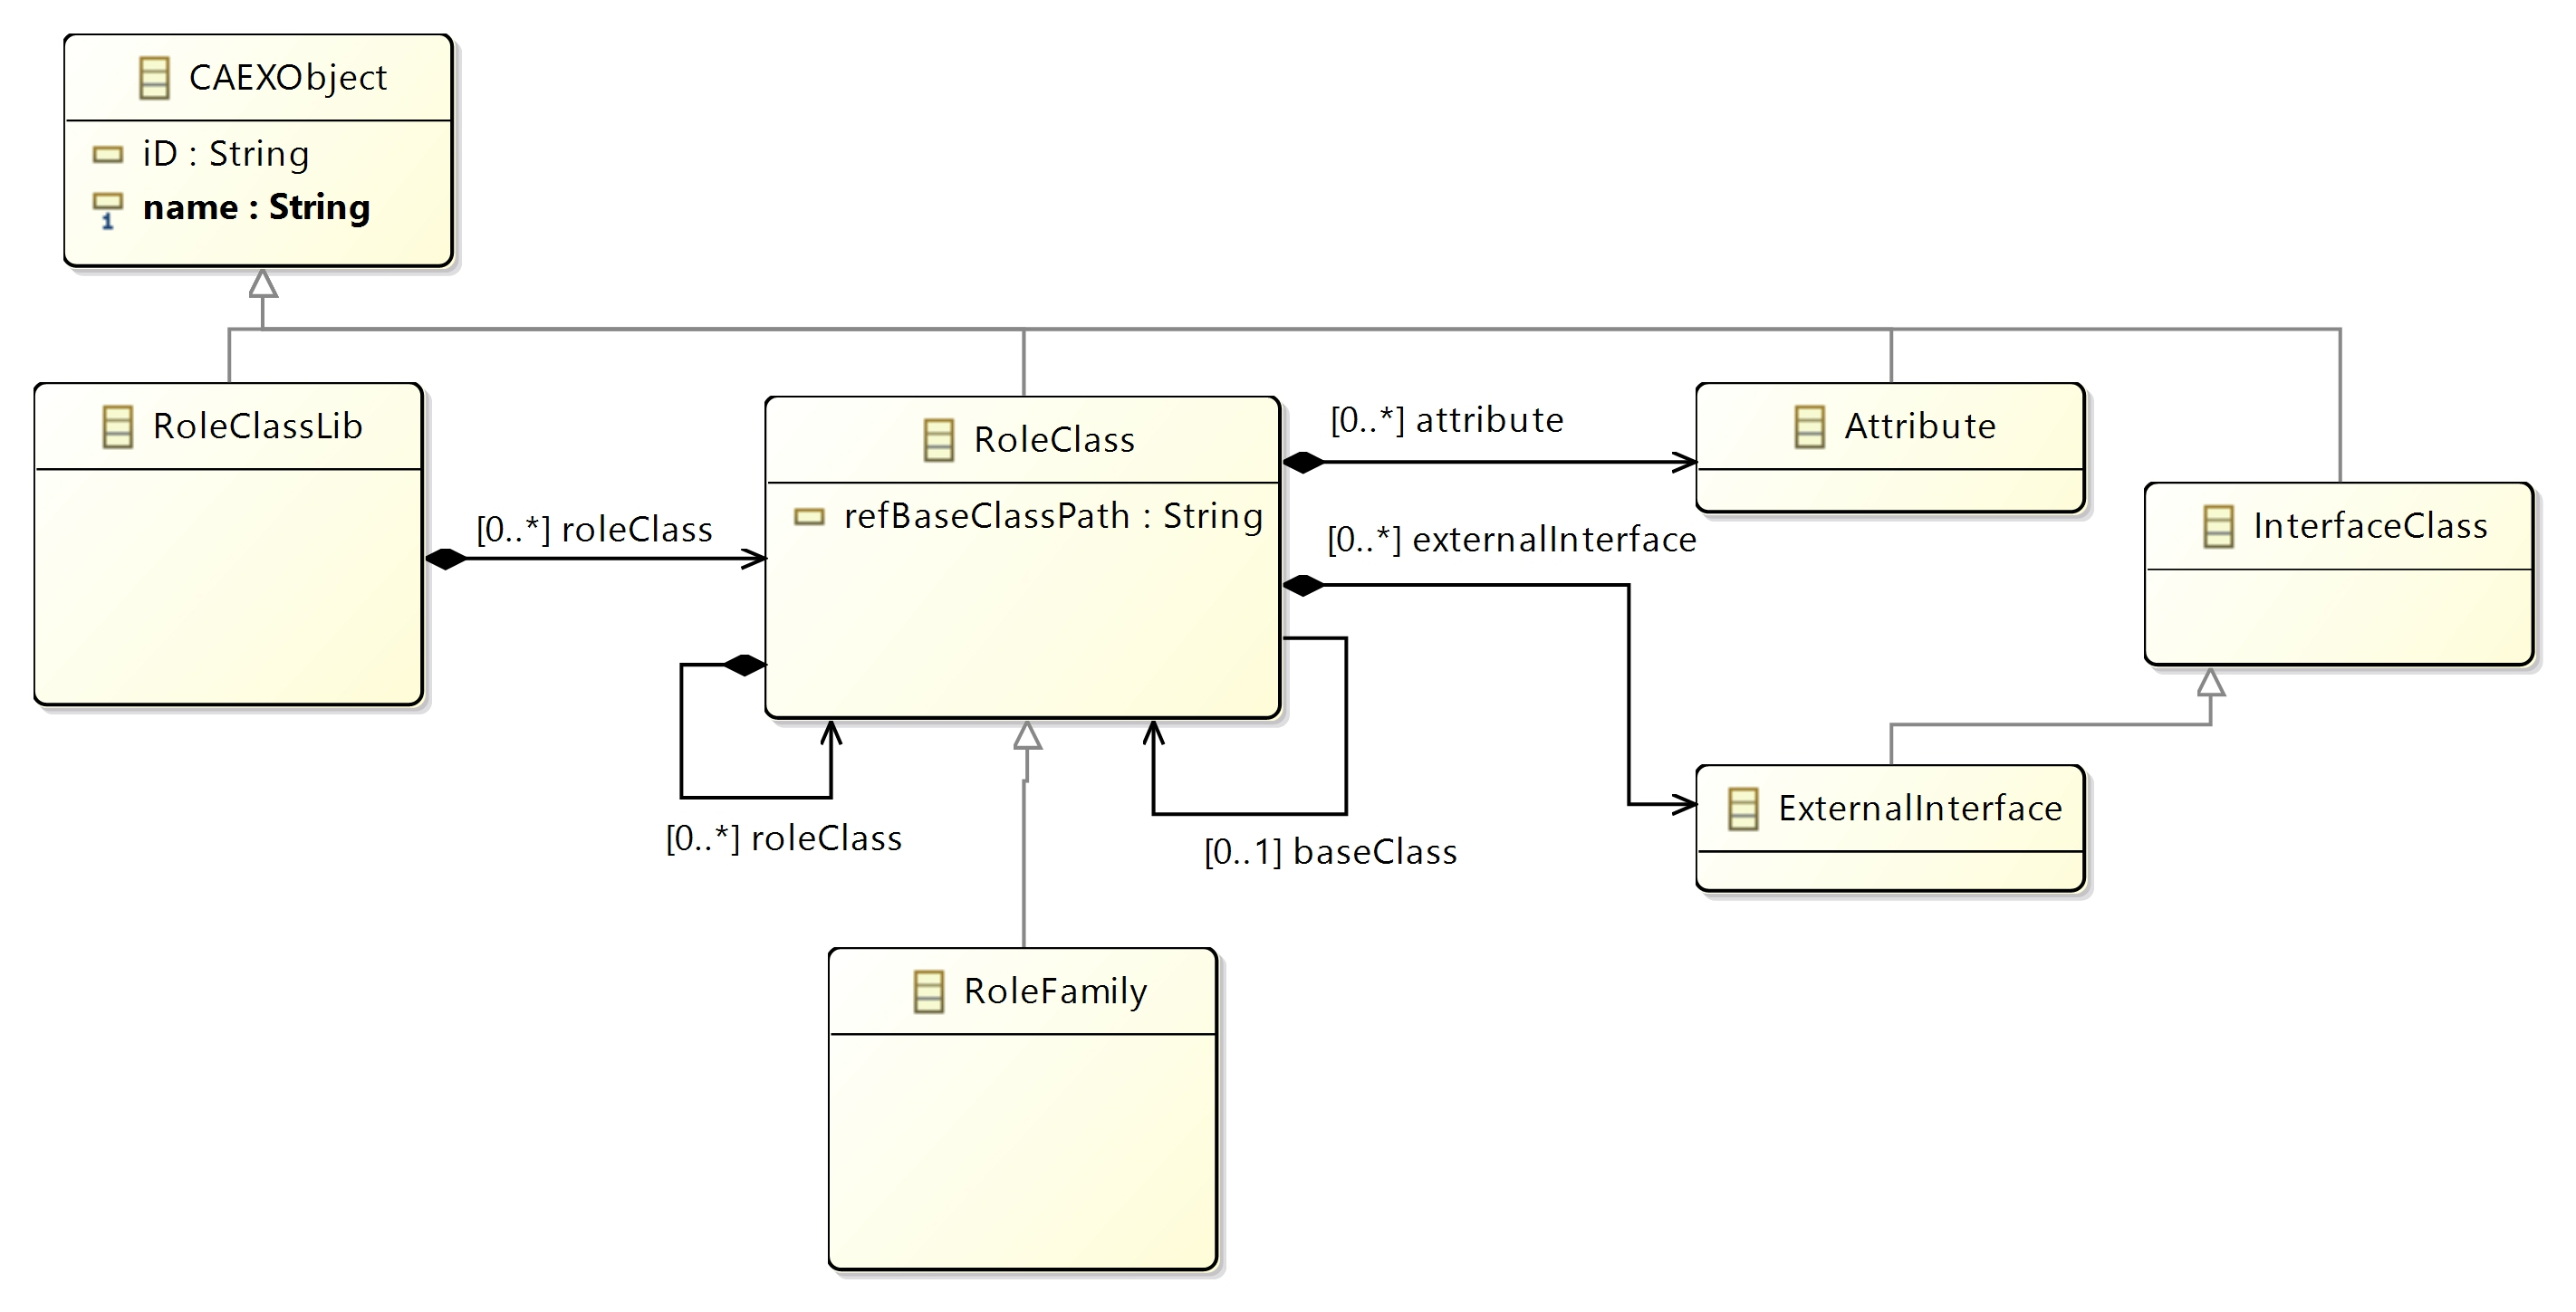 CAEXObject
iD : String
1
name : String
RoleClassLib
[0..*] roleClass
RoleClass
refBaseClassPath : String
[0..*] attribute
Attribute
[0..*] externalInterface
InterfaceClass
[0..*] roleClass
[0..1] baseClass
ExternalInterface
RoleFamily